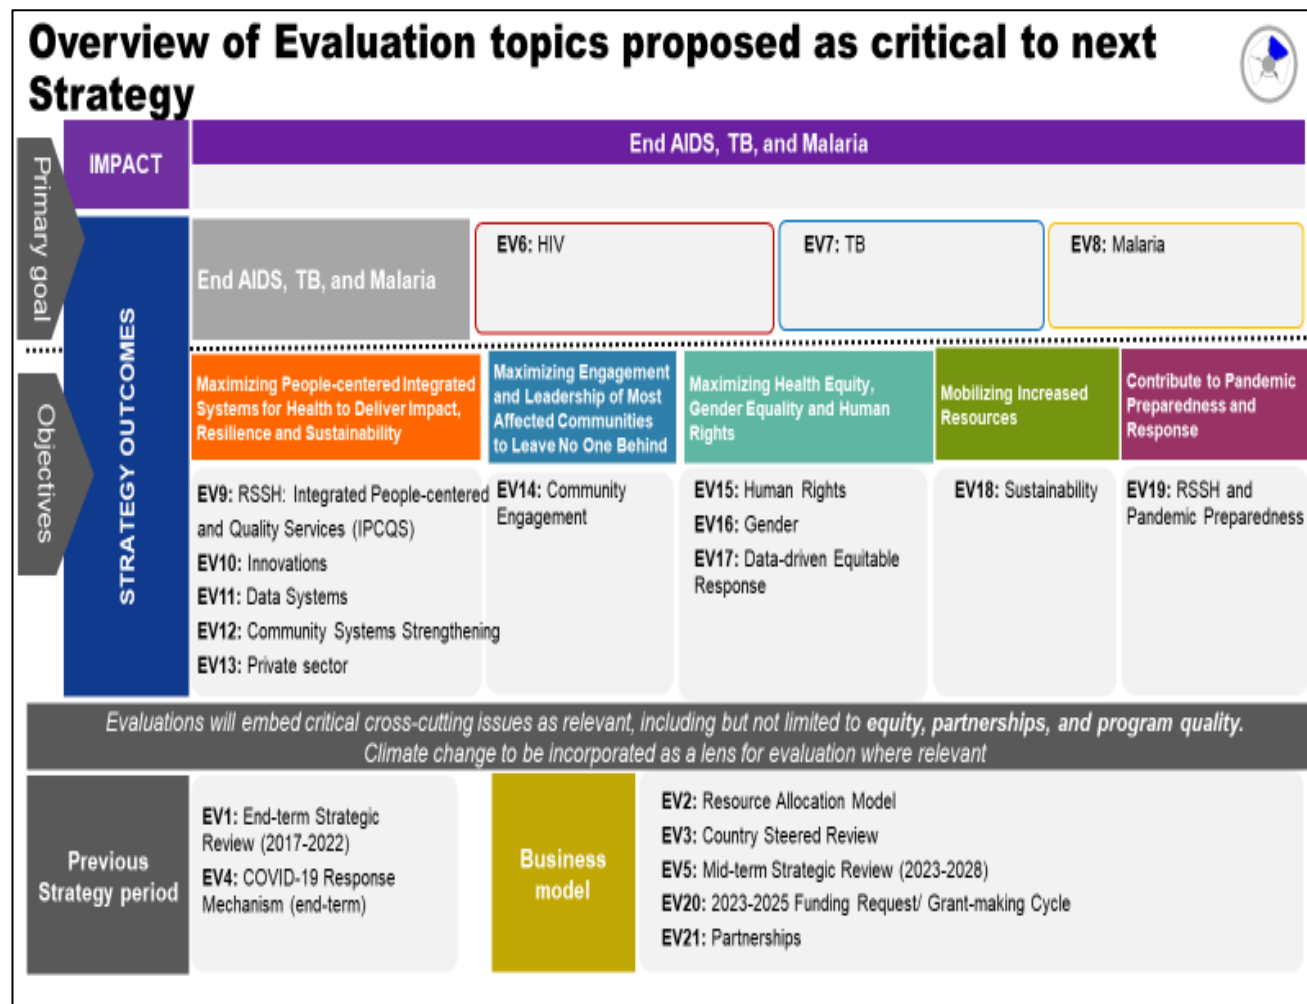 Overview of Evaluation topics proposed as critical to next
Strategy
Primary goal
IMPACT
End AIDS, TB, and Malaria
STRATEGY OUTCOMES
End AIDS, TB, and Malaria
EV6: HIV
EV7: TB
EV8: Malaria
Objectives
Maximizing People-centered Integrated
Systems for Health to Deliver Impact,
Resilience and Sustainability
Maximizing Engagement
and Leadership of Most
Affected Communities
to Leave No One Behind
Maximizing Health Equity,
Gender Equality and Human
Rights
Mobilizing Increased
Resources
Contribute to Pandemic
Preparedness and
Response
EV9: RSSH: Integrated People-centered
and Quality Services (IPCQS)
EV10: Innovations
EV11: Data Systems
EV12: Community Systems Strengthening
EV13: Private sector
EV14: Community
Engagement
EV15: Human Rights
EV16: Gender
EV17: Data-driven Equitable
Response
EV18: Sustainability
EV19: RSSH and
Pandemic Preparedness
Evaluations will embed critical cross-cutting issues as relevant, including but not limited to equity, partnerships, and program quality.
Climate change to be incorporated as a lens for evaluation where relevant
Previous
Strategy period
EV1: End-term Strategic
Review (2017-2022)
EV4: COVID-19 Response
Mechanism (end-term)
Business
model
EV2: Resource Allocation Model
EV3: Country Steered Review
EV5: Mid-term Strategic Review (2023-2028)
EV20: 2023-2025 Funding Request/ Grant-making Cycle
EV21: Partnerships